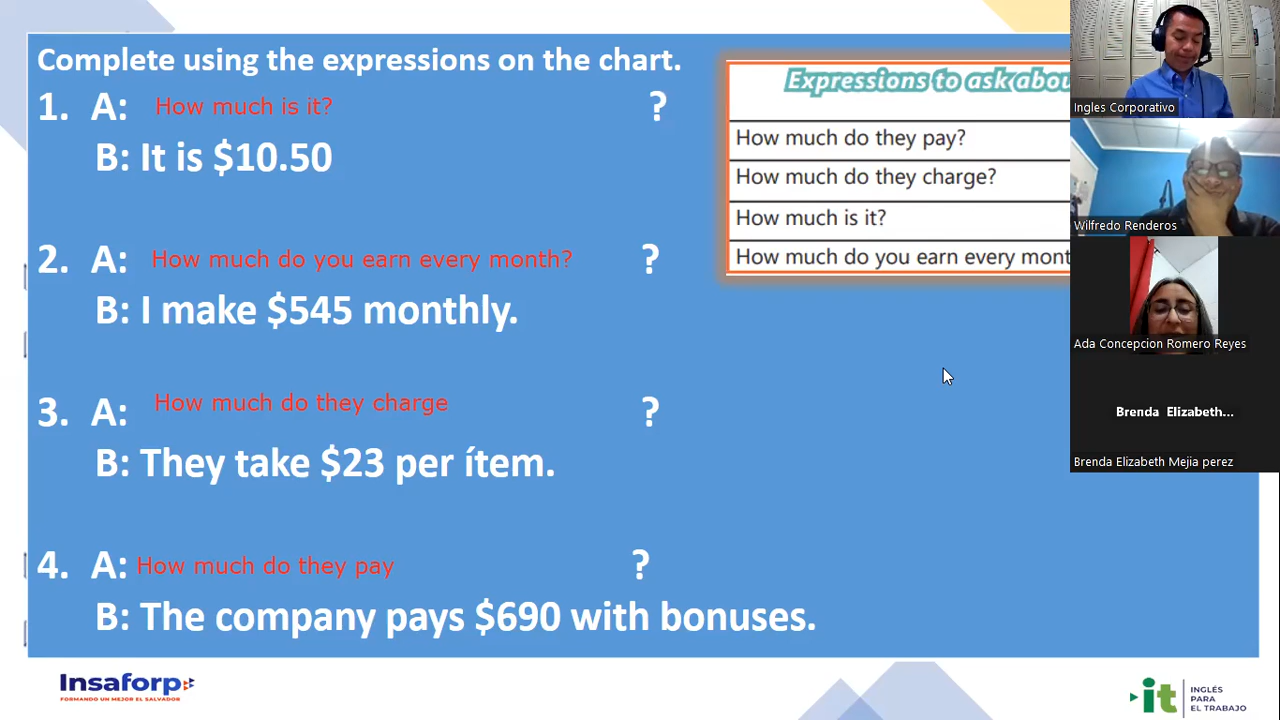 Complete using the expressions on the chart.
1. A: How much is it? ?
B: It is $10.50
2. A: How much do you earn every month? ?
B: I make $545 monthly.
3. A: How much do they charge ?
B: They take $23 per ítem.
4. A: How much do they pay ?
B: The company pays $690 with bonuses.
Expressions to ask abou
How much do they pay?
How much do they charge?
How much is it?
How much do you earn every mont
Ingles Corporativo
Wilfredo Renderos
Ada Concepcion Romero Reyes
Brenda Elizabeth...
Brenda Elizabeth Mejia perez
Insaforp
FORMANDO UN MEJOR EL SALVADOR
it
INGLÉS
PARA
EL TRABAJO